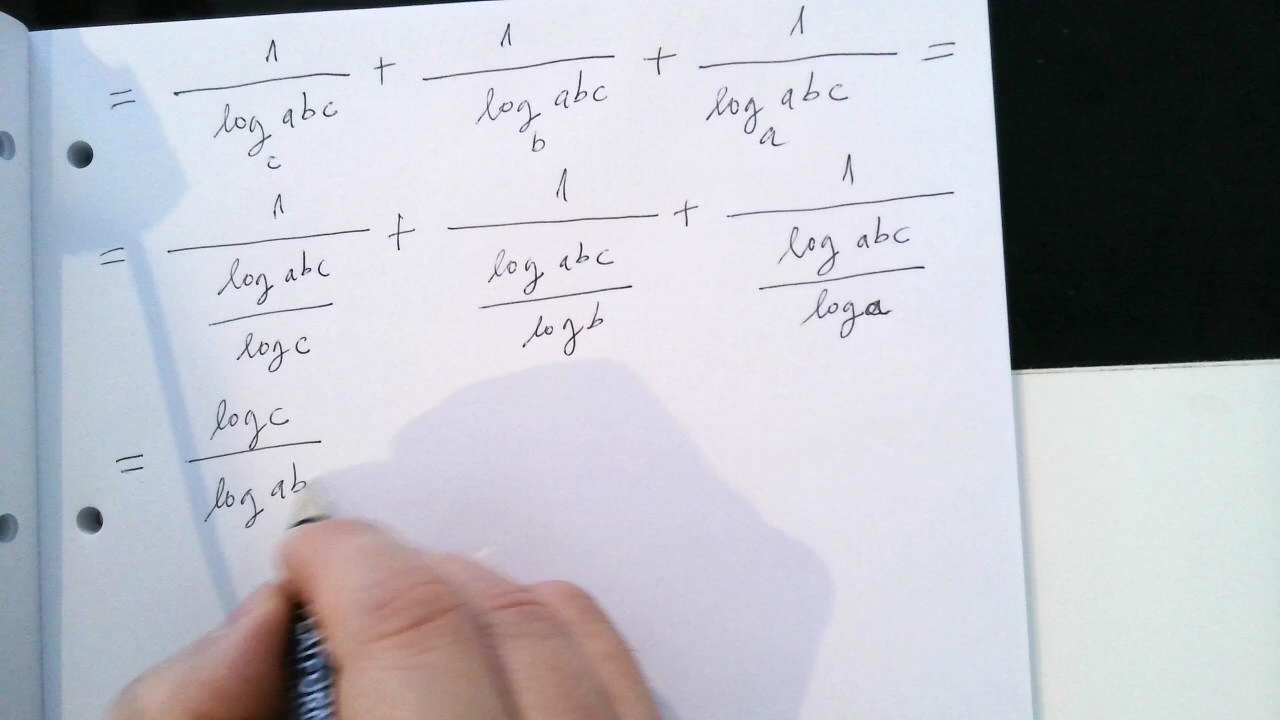 = 1/(log_c abc) + 1/(log_b abc) + 1/(log_a abc) =
= 1/((log abc)/(log c)) + 1/((log abc)/(log b)) + 1/((log abc)/(log a))
= (log c)/(log ab